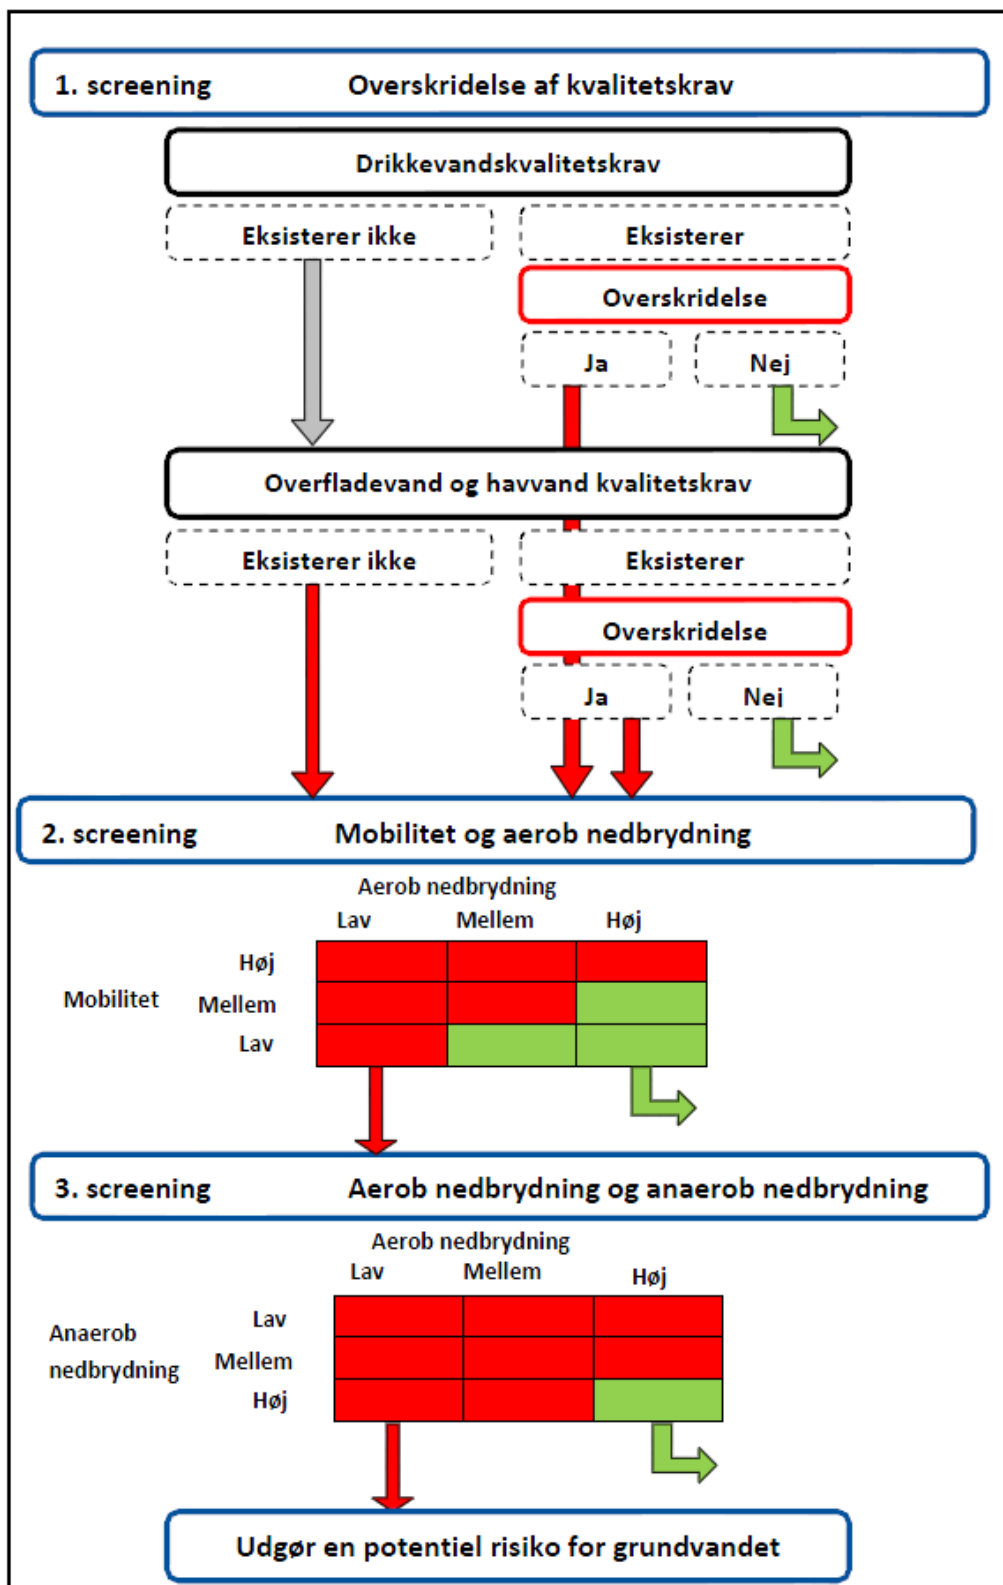 1. screening Overskridelse af kvalitetskrav
Drikkevandskvalitetskrav
Eksisterer ikke Eksisterer
Overskridelse
Ja Nej
Overfladevand og havvand kvalitetskrav
Eksisterer ikke Eksisterer
Overskridelse
Ja Nej
2. screening Mobilitet og aerob nedbrydning
Aerob nedbrydning
Lav Mellem Høj
Høj
Mobilitet Mellem
Lav
3. screening Aerob nedbrydning og anaerob nedbrydning
Aerob nedbrydning
Lav Mellem Høj
Lav
Anaerob
nedbrydning Mellem
Høj
Udgør en potentiel risiko for grundvandet